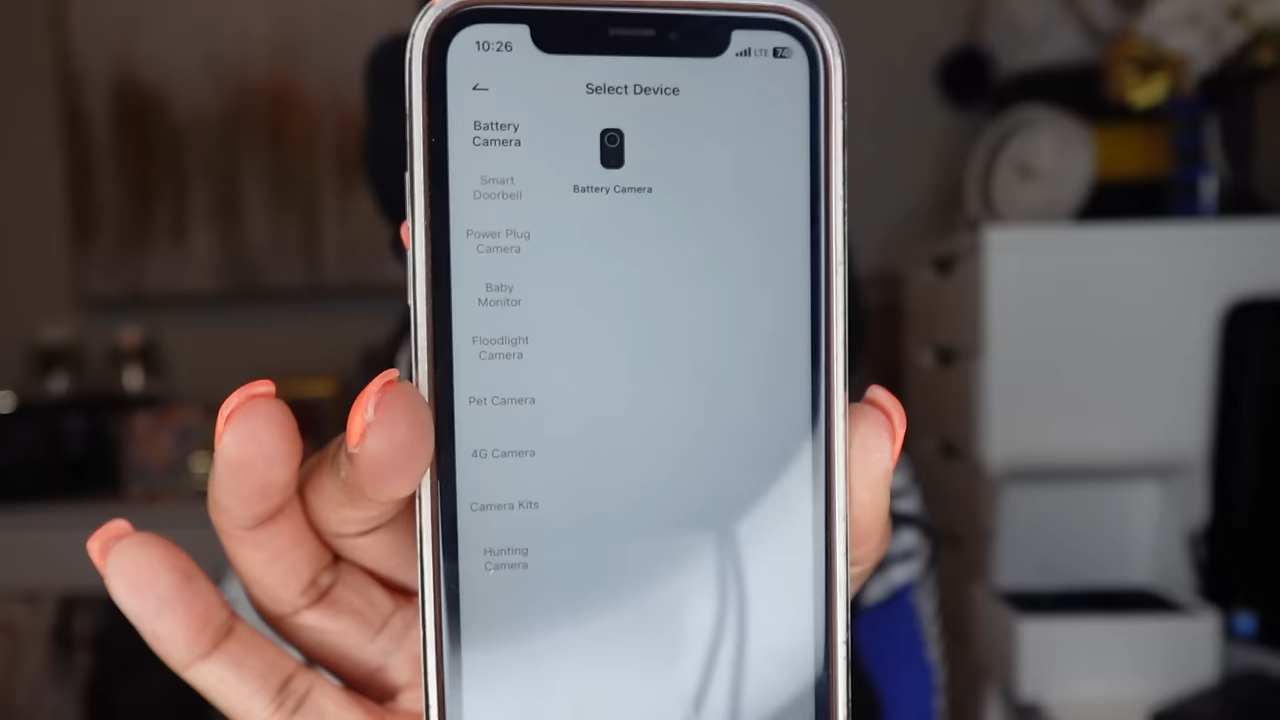 10:26
LTE 74
Select Device
Battery
Camera
Battery Camera
Smart
Doorbell
Power Plug
Camera
Baby
Monitor
Floodlight
Camera
Pet Camera
4G Camera
Camera Kits
Hunting
Camera